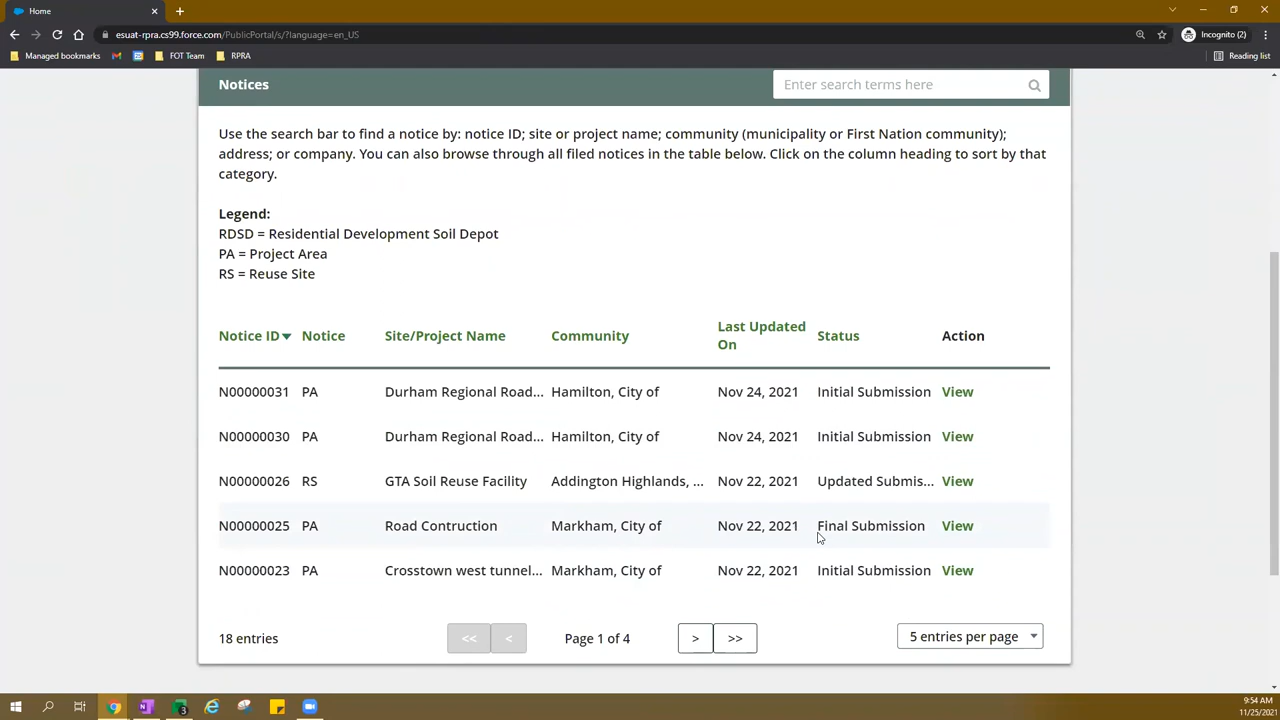 Home
esuat-rpra.cs99.force.com/PublicPortal/s/?language=en_US
Incognito (2)
Managed bookmarks
FOT Team
RPRA
Reading list
Notices
Enter search terms here
Use the search bar to find a notice by: notice ID; site or project name; community (municipality or First Nation community);
address; or company. You can also browse through all filed notices in the table below. Click on the column heading to sort by that
category.
Legend:
RDSD = Residential Development Soil Depot
PA = Project Area
RS = Reuse Site
Notice ID Notice Site/Project Name Community Last Updated On Status Action
N00000031 PA Durham Regional Road... Hamilton, City of Nov 24, 2021 Initial Submission View
N00000030 PA Durham Regional Road... Hamilton, City of Nov 24, 2021 Initial Submission View
N00000026 RS GTA Soil Reuse Facility Addington Highlands, ... Nov 22, 2021 Updated Submis... View
N00000025 PA Road Contruction Markham, City of Nov 22, 2021 Final Submission View
N00000023 PA Crosstown west tunnel... Markham, City of Nov 22, 2021 Initial Submission View
18 entries << < Page 1 of 4 > >> 5 entries per page
9:54 AM
11/25/2021